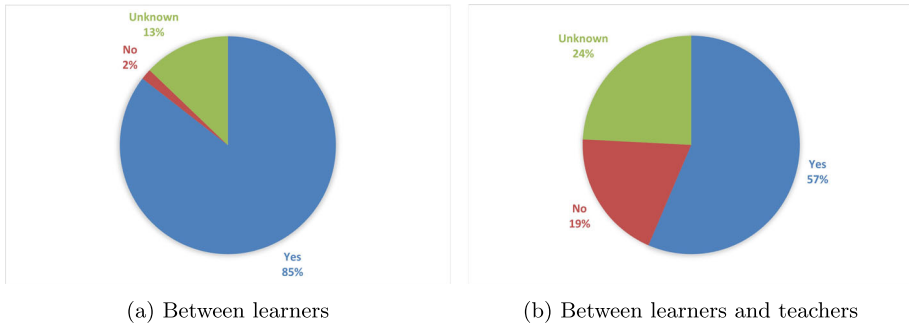 Unknown
13%
No
2%
Yes
85%
(a) Between learners
Unknown
24%
Yes
57%
No
19%
(b) Between learners and teachers